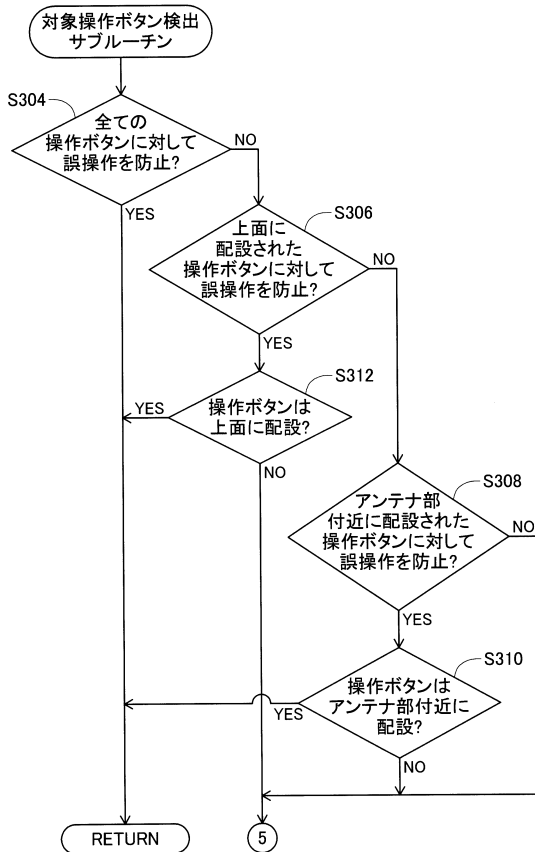 対象操作ボタン検出
サブルーチン
S304
全ての
操作ボタンに対して
誤操作を防止?
NO
YES
S306
上面に
配設された
操作ボタンに対して
誤操作を防止?
NO
YES
S312
操作ボタンは
上面に配設?
YES
NO
S308
アンテナ部
付近に配設された
操作ボタンに対して
誤操作を防止?
NO
YES
S310
操作ボタンは
アンテナ部付近に
配設?
YES
NO
RETURN
5